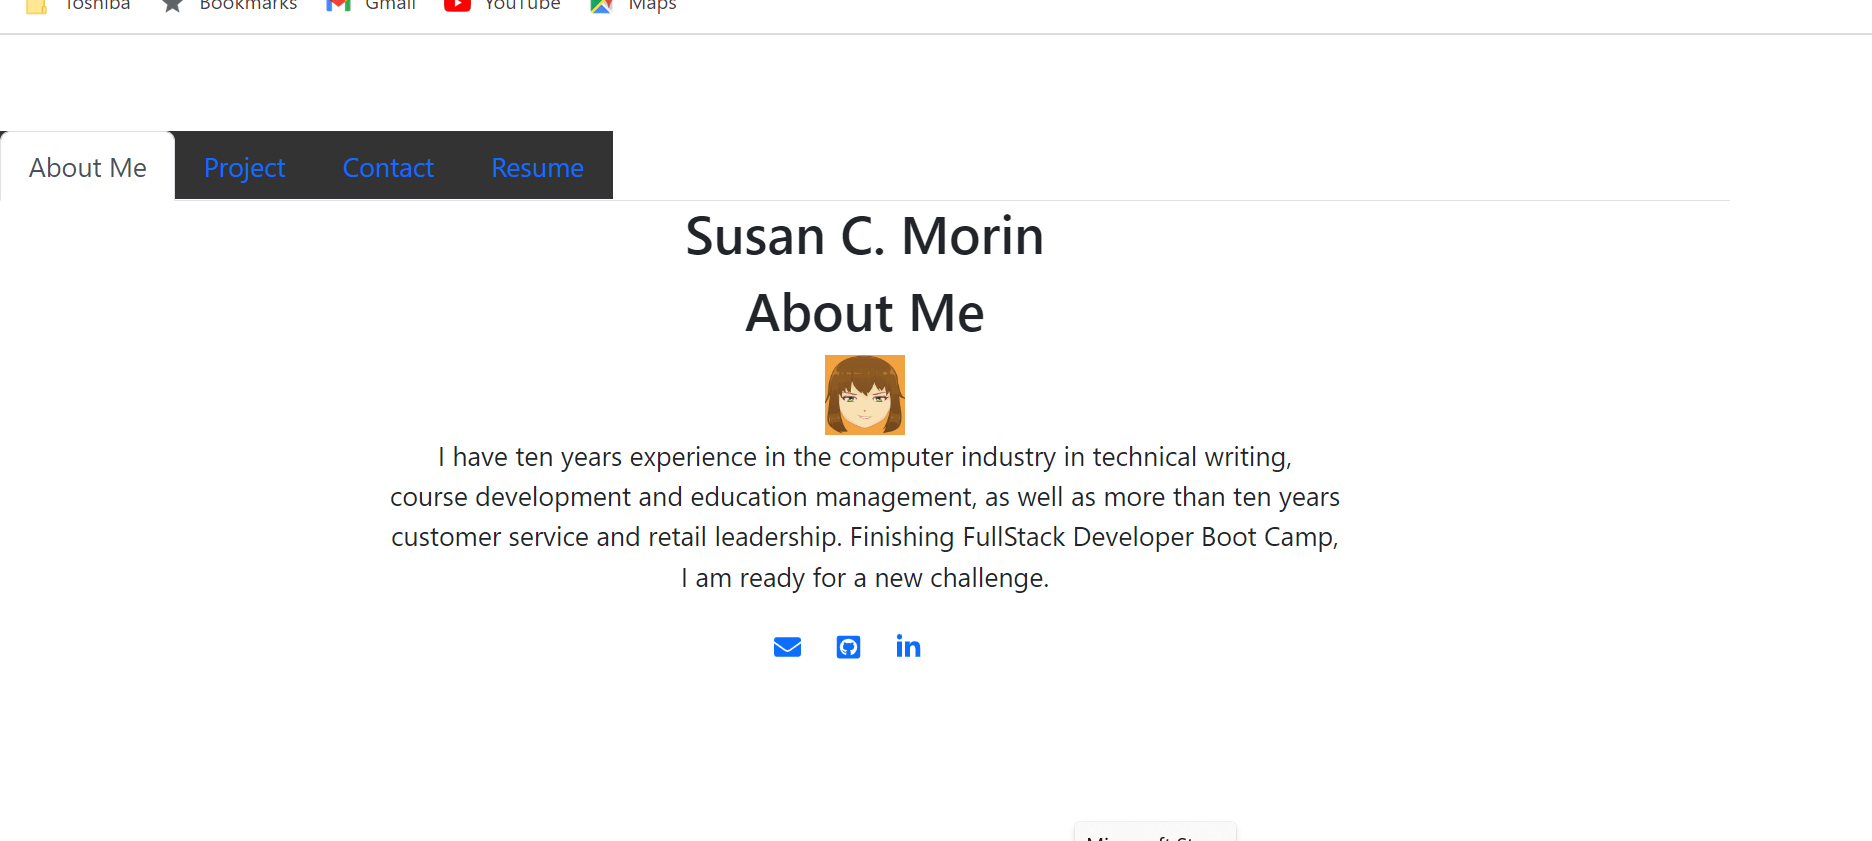 Toshiba Bookmarks Gmail YouTube Maps
About Me Project Contact Resume
Susan C. Morin
About Me
I have ten years experience in the computer industry in technical writing,
course development and education management, as well as more than ten years
customer service and retail leadership. Finishing FullStack Developer Boot Camp,
I am ready for a new challenge.
in